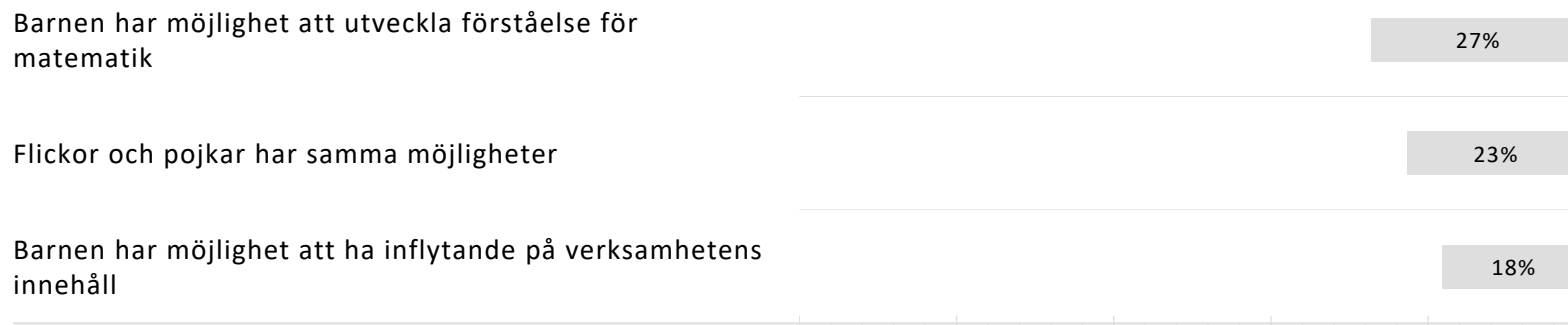 Barnen har möjlighet att utveckla förståelse för
matematik
27%
Flickor och pojkar har samma möjligheter
23%
Barnen har möjlighet att ha inflytande på verksamhetens
innehåll
18%